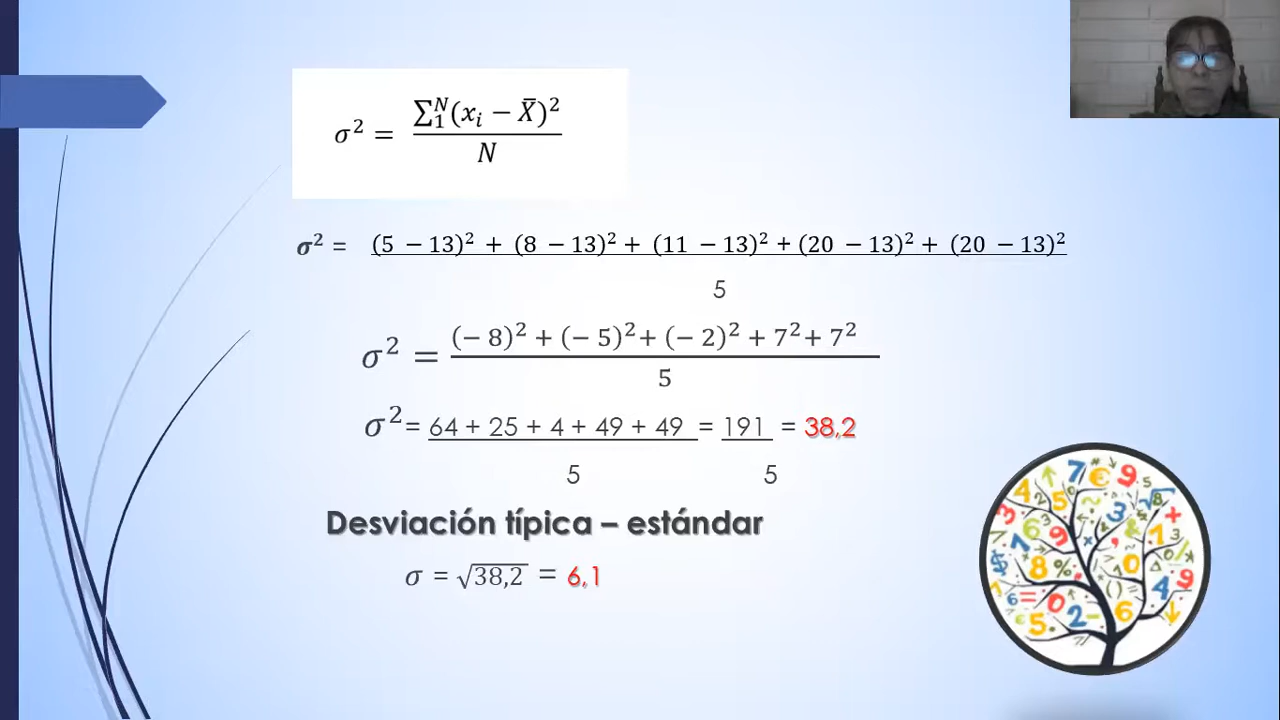 σ² = ∑₁ᴺ(xᵢ − X̄)² / N
σ² = (5 − 13)² + (8 − 13)² + (11 − 13)² + (20 − 13)² + (20 − 13)²
5
σ² = (− 8)² + (− 5)² + (− 2)² + 7² + 7² / 5
σ² = 64 + 25 + 4 + 49 + 49 = 191 = 38,2
5 5
Desviación típica – estándar
σ = √38,2 = 6,1